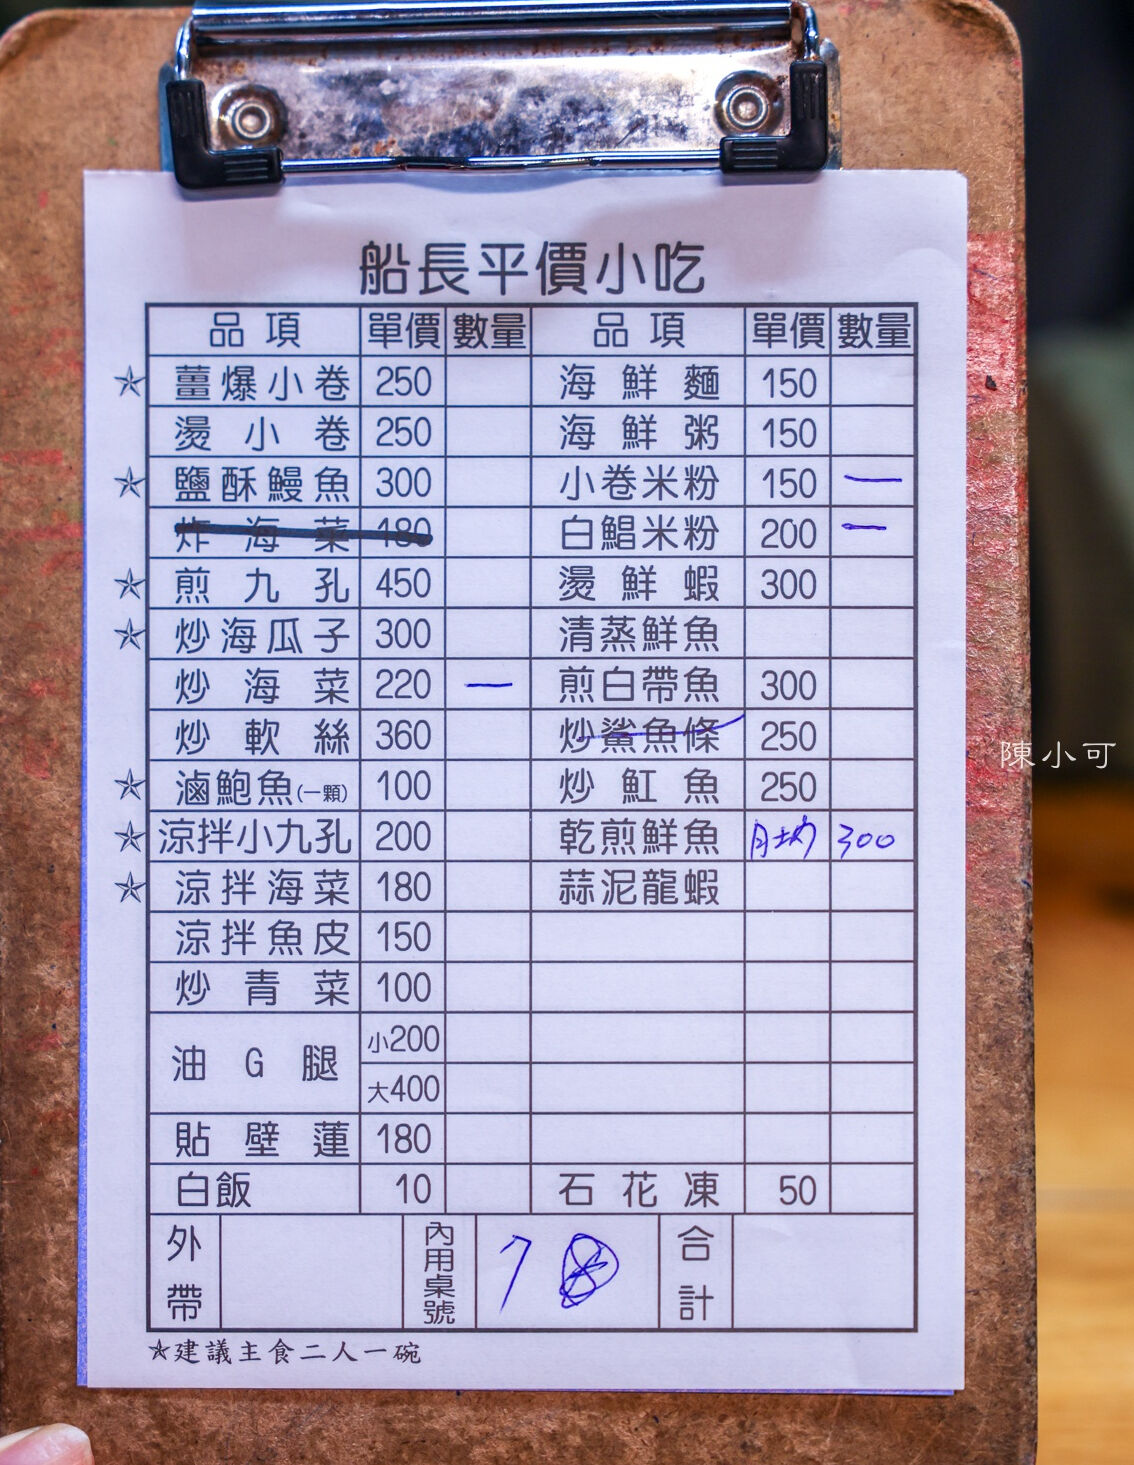 船長平價小吃
品項 單價 數量 品項 單價 數量
☆ 薑爆小卷 250 海鮮麵 150
燙小卷 250 海鮮粥 150
☆ 鹽酥鰻魚 300 小卷米粉 150 一
炸海菜 180 白鯧米粉 200 一
☆ 煎九孔 450 燙鮮蝦 300
☆ 炒海瓜子 300 清蒸鮮魚
炒海菜 220 一 煎白帶魚 300
炒軟絲 360 炒鯊魚條 250
☆ 滷鮑魚(一顆) 100 炒魟魚 250
☆ 涼拌小九孔 200 乾煎鮮魚 300
☆ 涼拌海菜 180 蒜泥龍蝦
涼拌魚皮 150
炒青菜 100
油G腿 小200
大400
貼壁蓮 180
白飯 10 石花凍 50
外帶 內用桌號 7 合計
☆建議主食二人一碗
陳小可